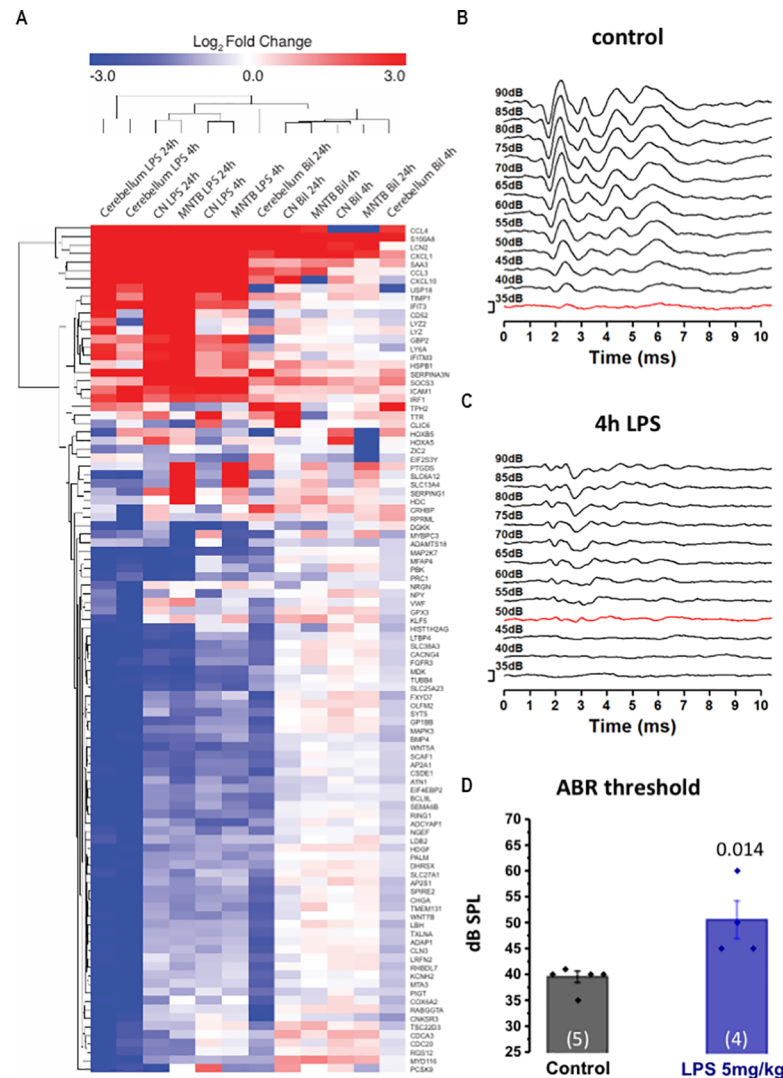 A
Log2 Fold Change
-3.0 0.0 3.0
Cerebellum LPS 24h
Cerebellum LPS 4h
CN LPS 24h
MNTB LPS 24h
CN LPS 4h
MNTB LPS 4h
Cerebellum Bil 24h
CN Bil 24h
MNTB Bil 4h
CN Bil 4h
MNTB Bil 24h
Cerebellum Bil 4h
CCL4
S100A8
LCN2
CXCL1
SAA3
CCL3
CXCL10
USP18
TIMP1
IFIT3
CD52
LYZ2
LYZ
GBP2
LY6A
IFITM3
HSPB1
SERPINA3N
SOCS3
ICAM1
IRF1
TPH2
TTR
CLIC6
HOXB5
HOXA5
ZIC2
EIF2S3Y
PTGDS
SLC6A12
SLC13A4
SERPING1
HDC
CRHBP
RPRML
DGKK
MYBPC3
ADAMTS18
MAP2K7
MFAP4
PBK
PRC1
NRGN
NPY
VWF
GPX3
KLF5
HIST1H2AG
LTBP4
SLC38A3
CACNG4
FGFR3
MDK
TUBB4
SLC25A23
FXYD7
OLFM2
SYT5
GP1BB
MAPK3
BMP4
WNT5A
SCAF1
AP2A1
CSDE1
ATN1
EIF4EBP2
BCL9L
SEMA6B
RING1
ADCYAP1
NGEF
LDB2
HDGF
PALM
DHRSX
SLC27A1
AP2S1
SPIRE2
CHGA
TMEM131
WNT7B
LBH
TXLNA
ADAP1
CLN3
LRFN2
RHBDL7
KCNH2
MTA3
PIGT
COX6A2
RABGGTA
CNKSR3
TSC22D3
CDCA3
CDC20
RGS12
MYD116
PCSK9
B
control
90dB
85dB
80dB
75dB
70dB
65dB
60dB
55dB
50dB
45dB
40dB
35dB
0 1 2 3 4 5 6 7 8 9 10
Time (ms)
C
4h LPS
90dB
85dB
80dB
75dB
70dB
65dB
60dB
55dB
50dB
45dB
40dB
35dB
0 1 2 3 4 5 6 7 8 9 10
Time (ms)
D
ABR threshold
dB SPL
70
65
60
55
50
45
40
35
30
25
0.014
(5) (4)
Control LPS 5mg/kg